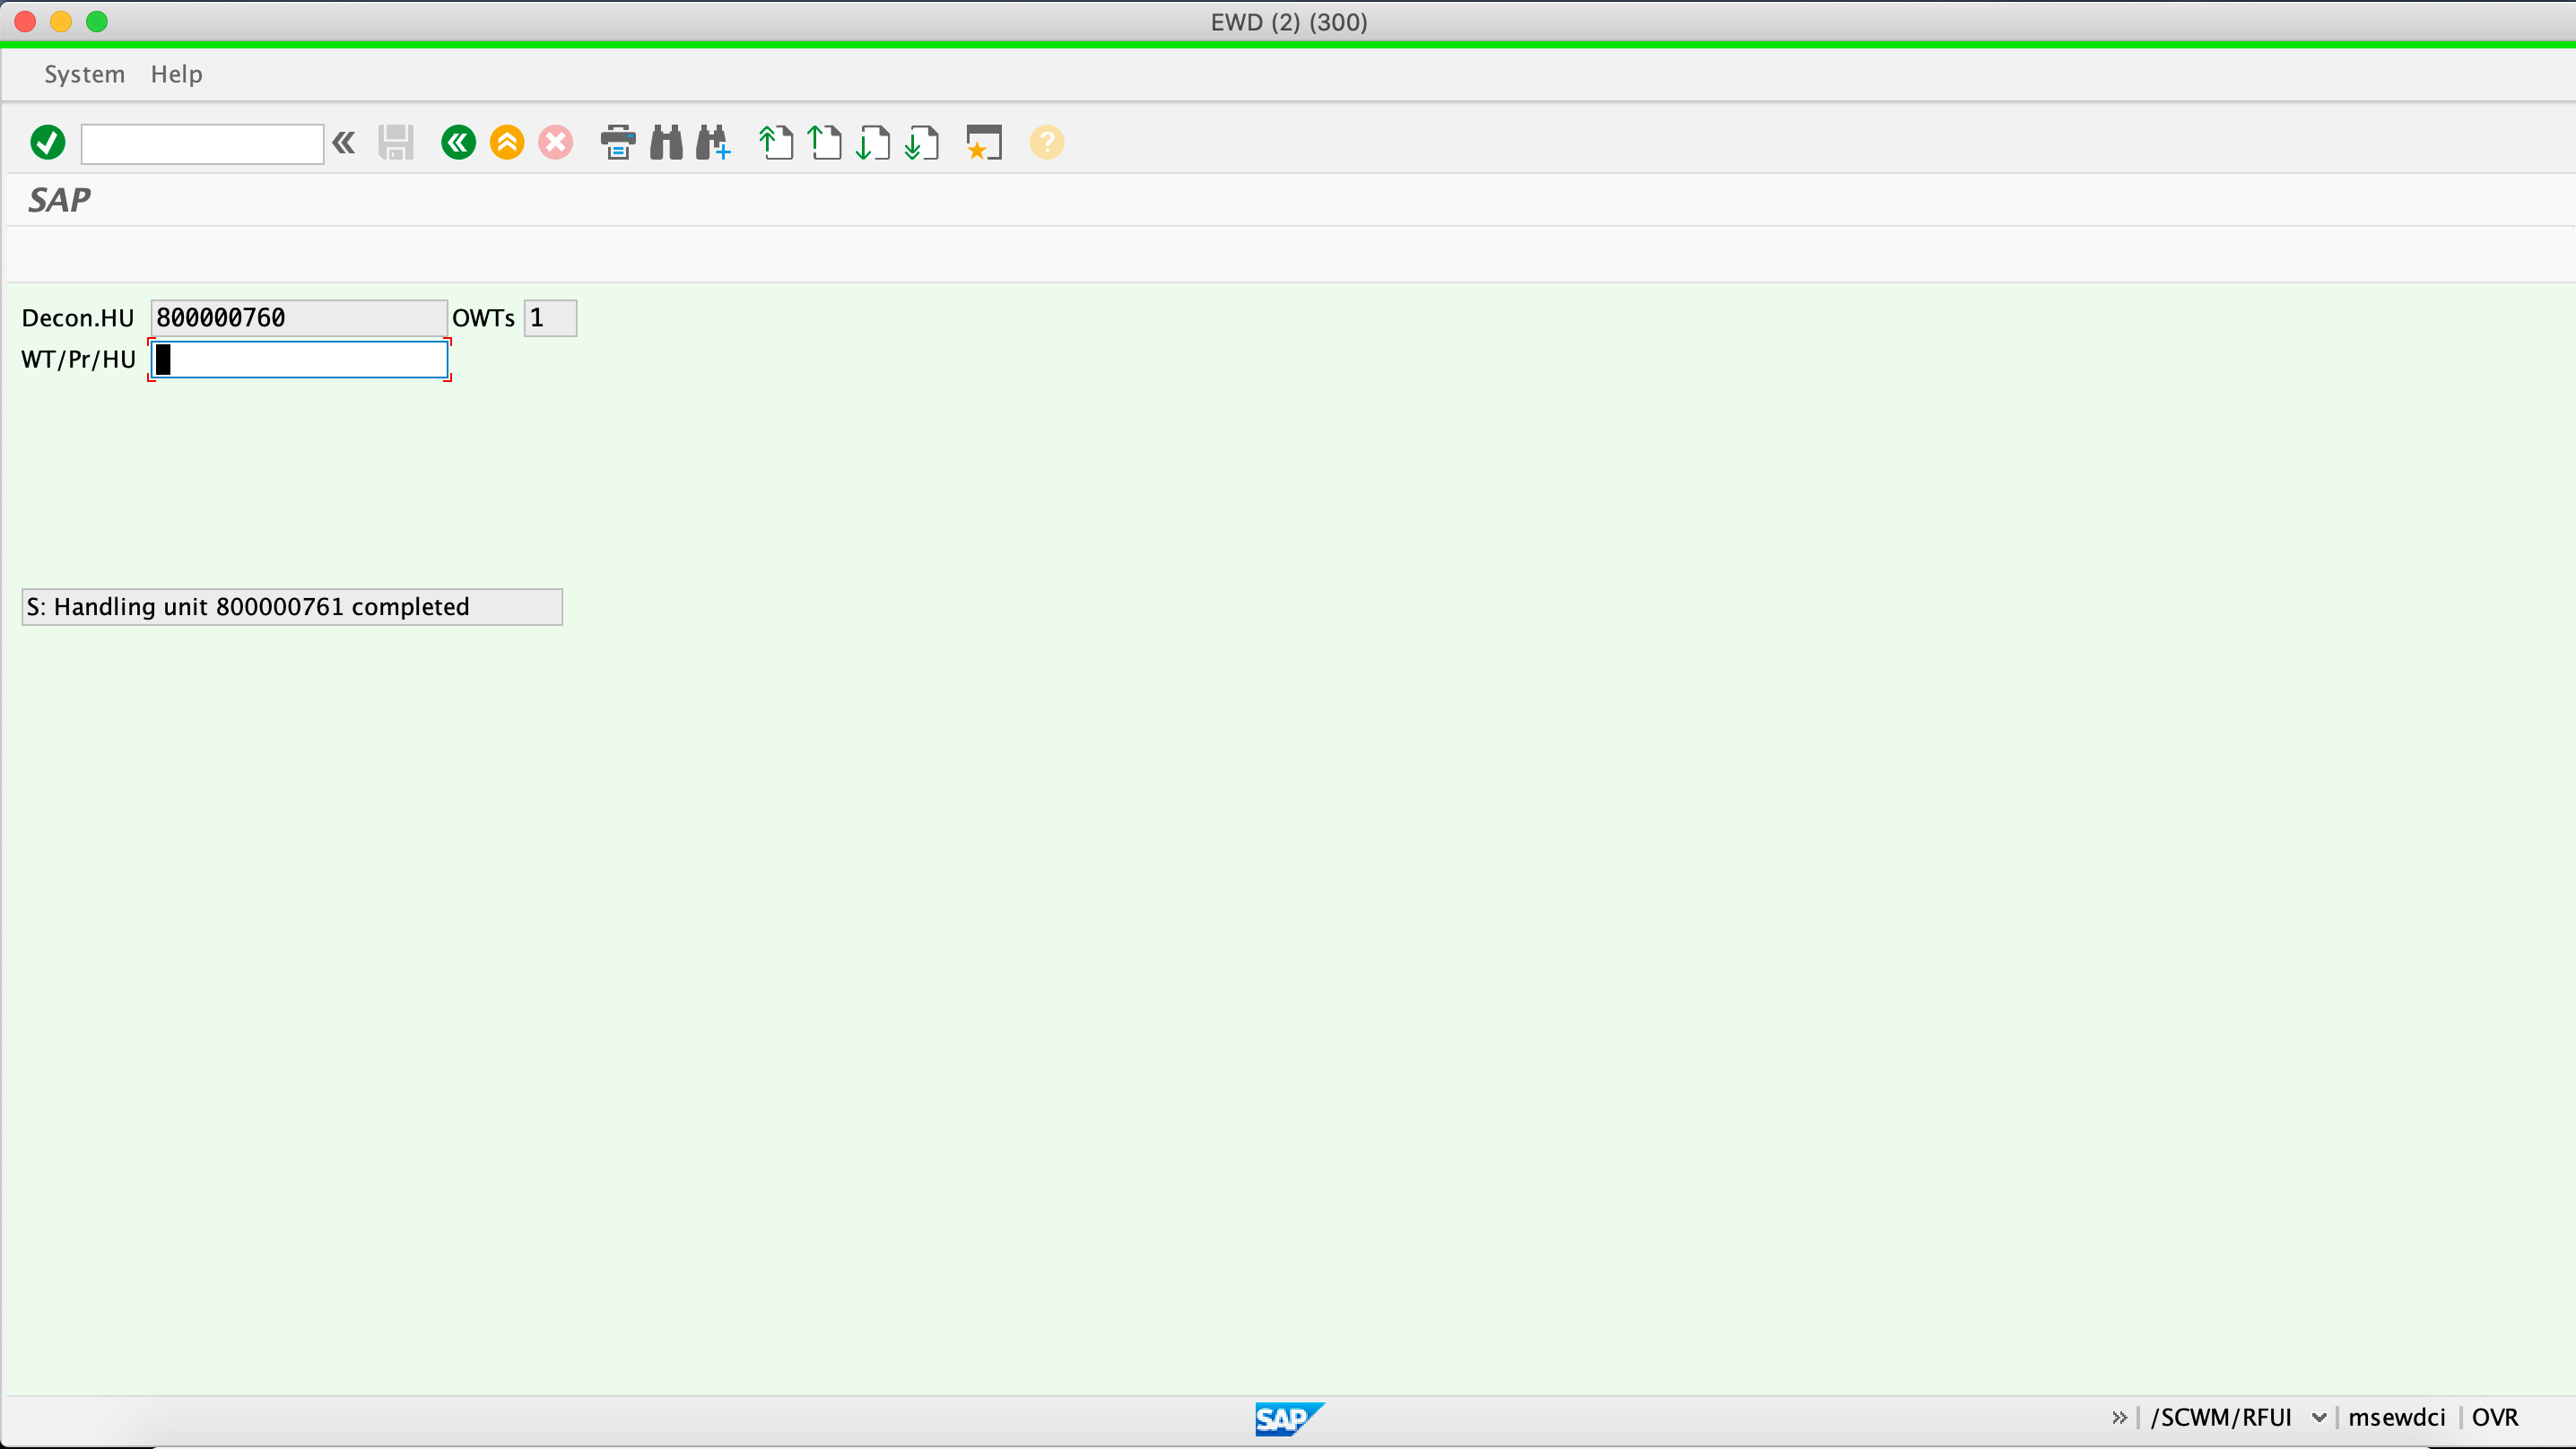 EWD (2) (300)
System Help
SAP
Decon.HU 800000760 OWTs 1
WT/Pr/HU
S: Handling unit 800000761 completed
SAP /SCWM/RFUI msewdci OVR